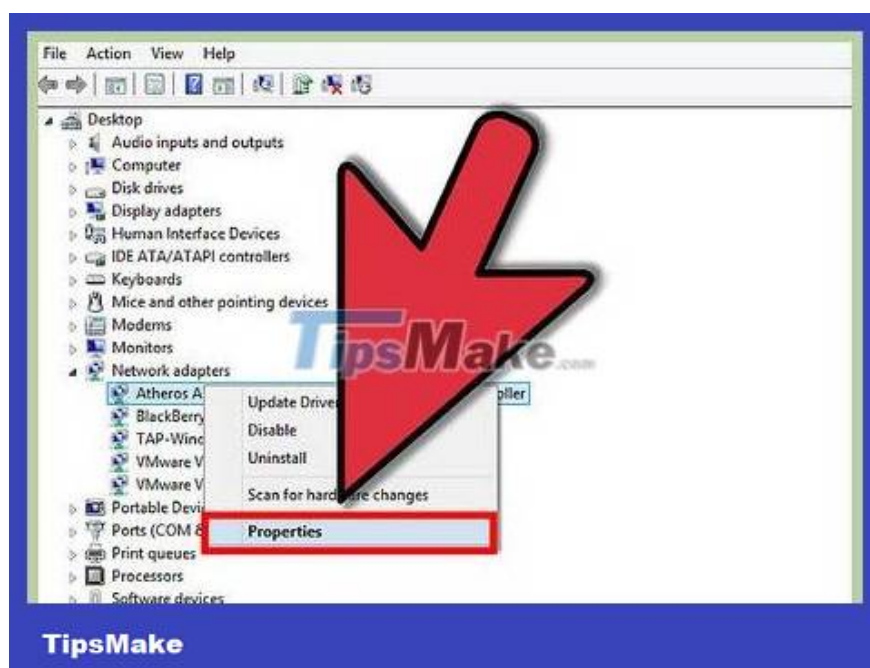 File Action View Help
Desktop
Audio inputs and outputs
Computer
Disk drives
Display adapters
Human Interface Devices
IDE ATA/ATAPI controllers
Keyboards
Mice and other pointing devices
Modems
Monitors
TipsMake.com
Network adapters
Atheros A
BlackBerry
TAP-Wind
VMware V
VMware V
Update Drive
Disable
Uninstall
Scan for hardware changes
Properties
Portable Devi
Ports (COM &
Print queues
Processors
Software devices
TipsMake